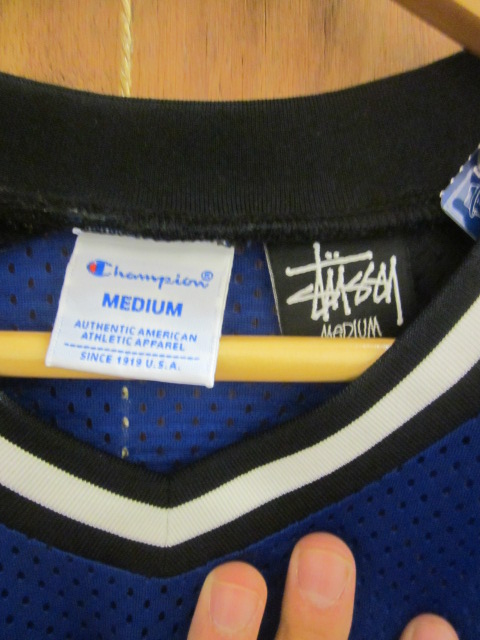 Champion®
MEDIUM
AUTHENTIC AMERICAN
ATHLETIC APPAREL
SINCE 1919 U.S.A.
STÜSSY
MEDIUM